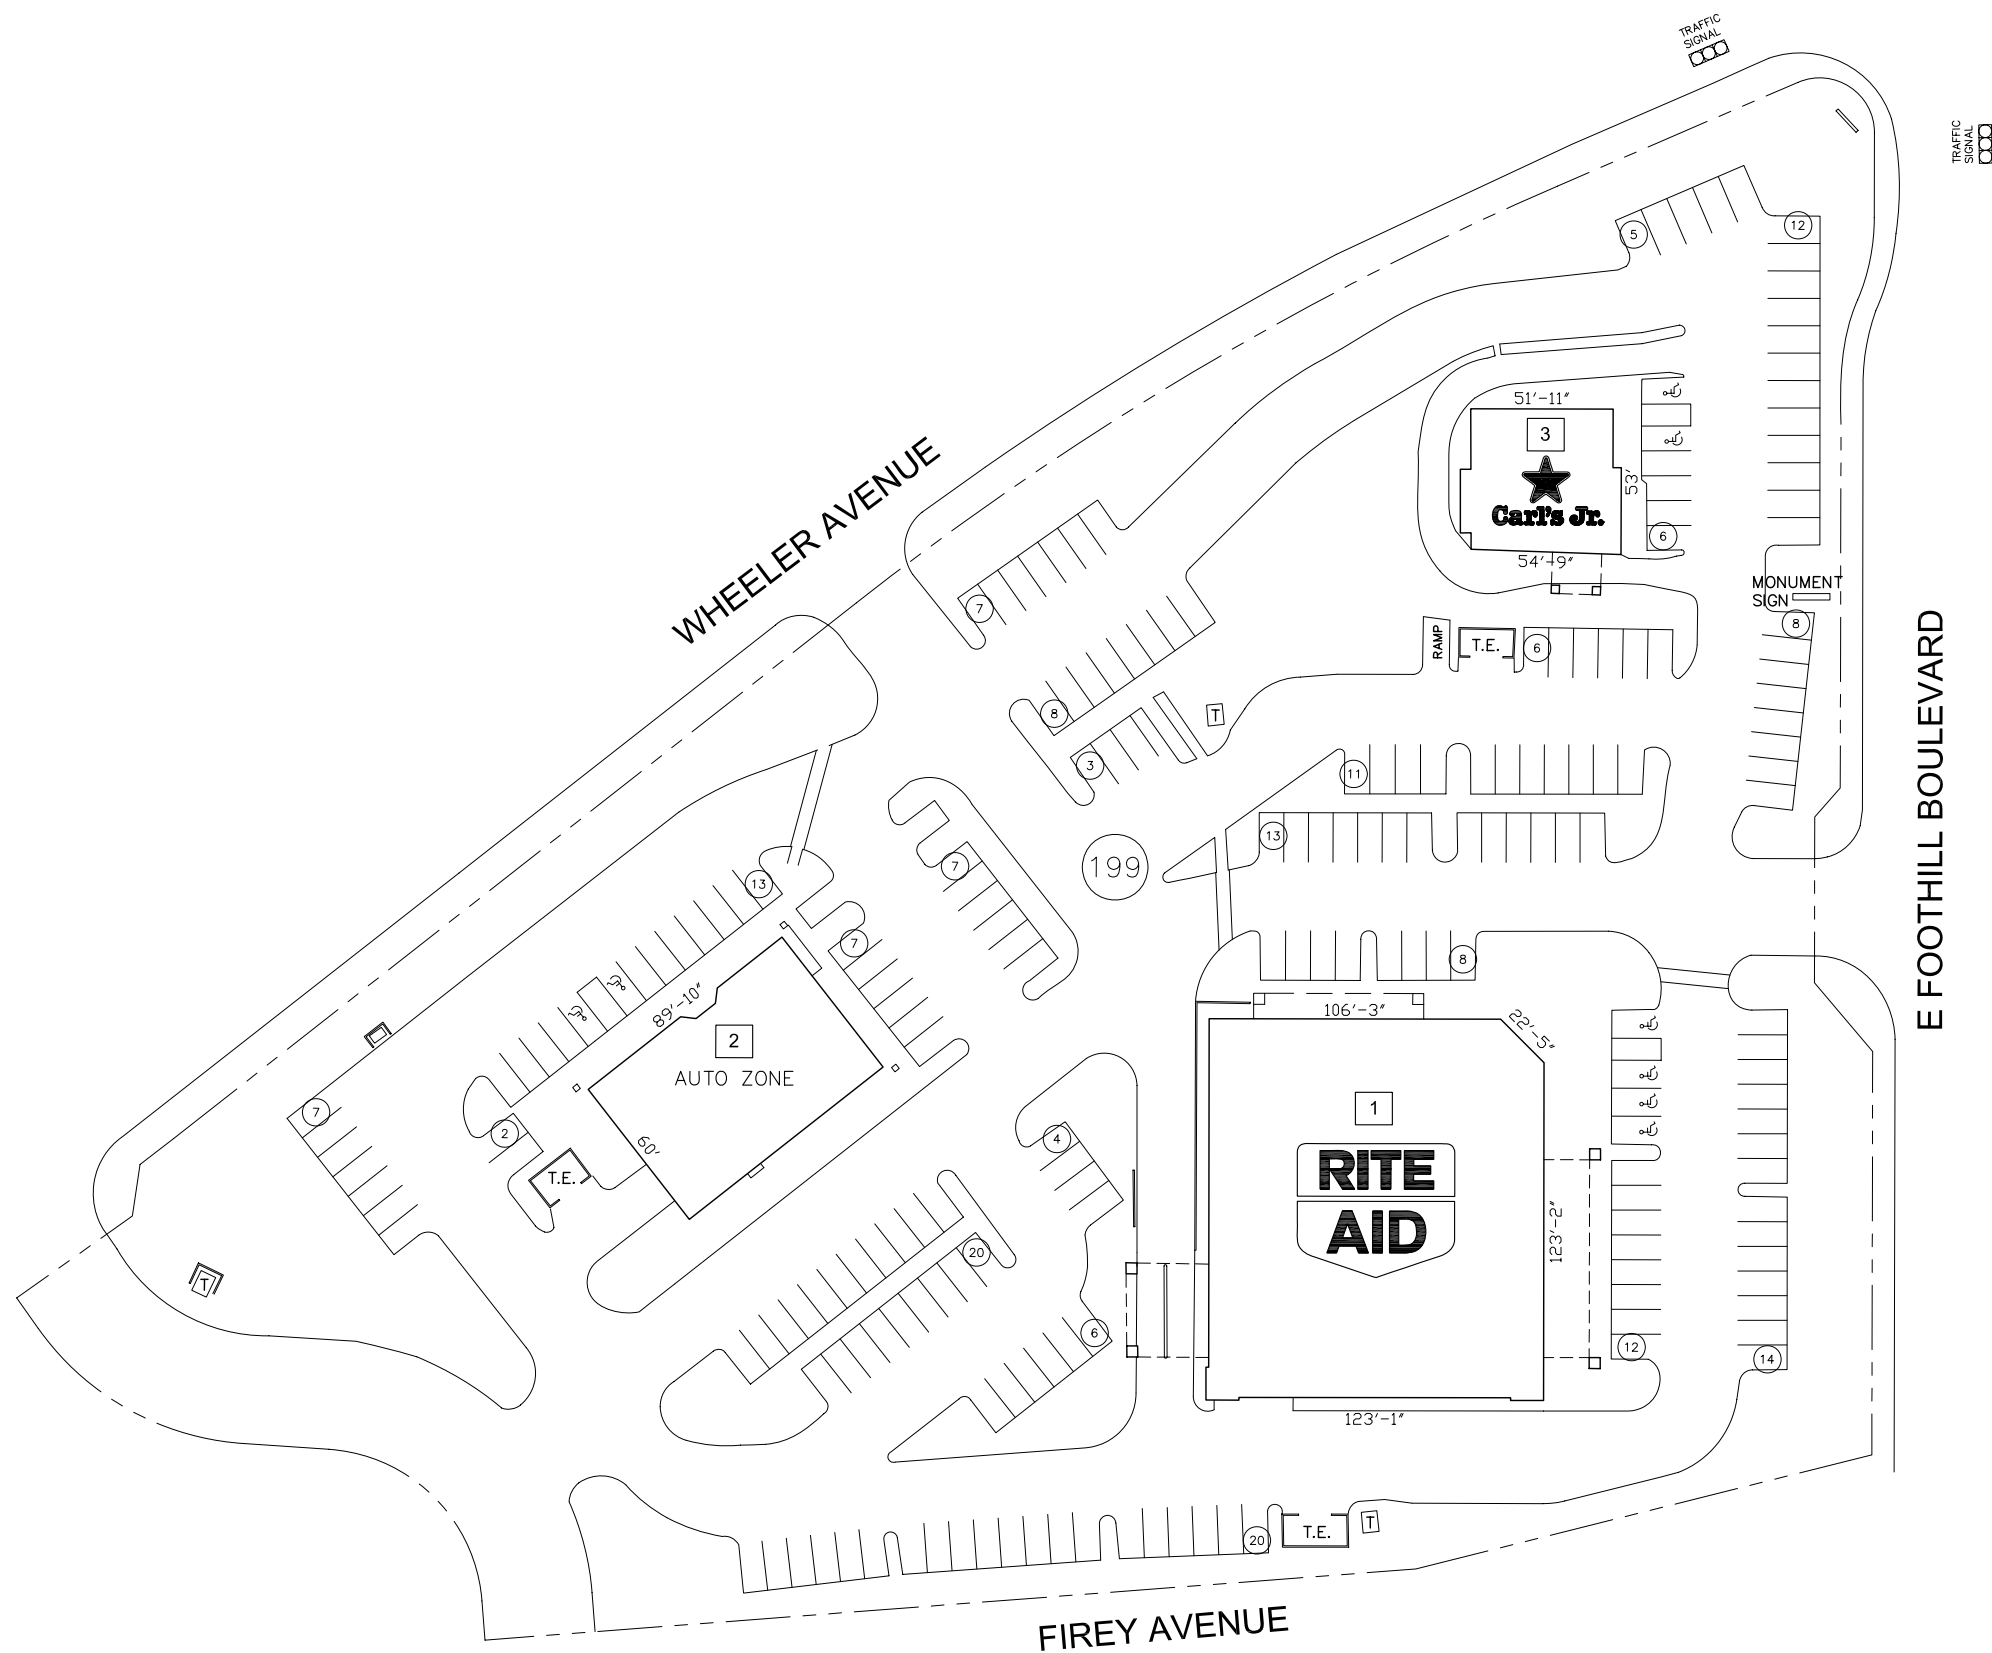 TRAFFIC
SIGNAL
TRAFFIC
SIGNAL
5
12
51'-11"
3
53'
Carl's Jr.
6
54'-9"
WHEELER AVENUE
7
MONUMENT
SIGN
8
RAMP
T.E.
6
E FOOTHILL BOULEVARD
8
T
3
11
13
199
7
13
7
8
89'-10"
2
AUTO ZONE
106'-3"
22'-5"
7
2
60'
T.E.
4
1
RITE
AID
123'-2"
20
T
6
12
14
123'-1"
20
T.E.
T
FIREY AVENUE